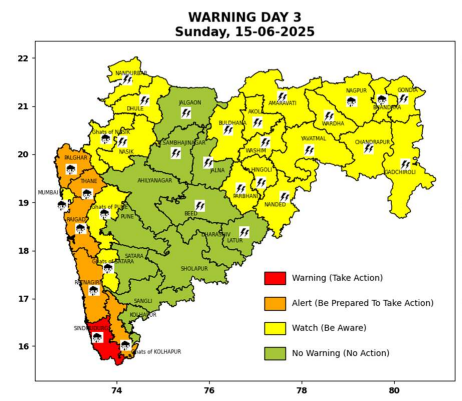 WARNING DAY 3
Sunday, 15-06-2025
22
21
20
19
18
17
16
74
76
78
80
NANDURBAR
DHULE
JALGAON
Ghats of NASIK
NASIK
SAMBHAJINAGAR
JALNA
BULDHANA
AKOLA
AMARAVATI
WASHIM
WARDHA
NAGPUR
BHANDARA
GONDIA
YAVATMAL
CHANDRAPUR
GADCHIROLI
PALGHAR
THANE
MUMBAI
RAIGAD
AHILYANAGAR
Ghats of PUNE
PUNE
BEED
PARBHANI
HINGOLI
NANDED
DHARASHIV
LATUR
SATARA
Ghats of SATARA
SHOLAPUR
RATNAGIRI
SANGLI
KOLHAPUR
SINDHUDURG
Ghats of KOLHAPUR
Warning (Take Action)
Alert (Be Prepared To Take Action)
Watch (Be Aware)
No Warning (No Action)